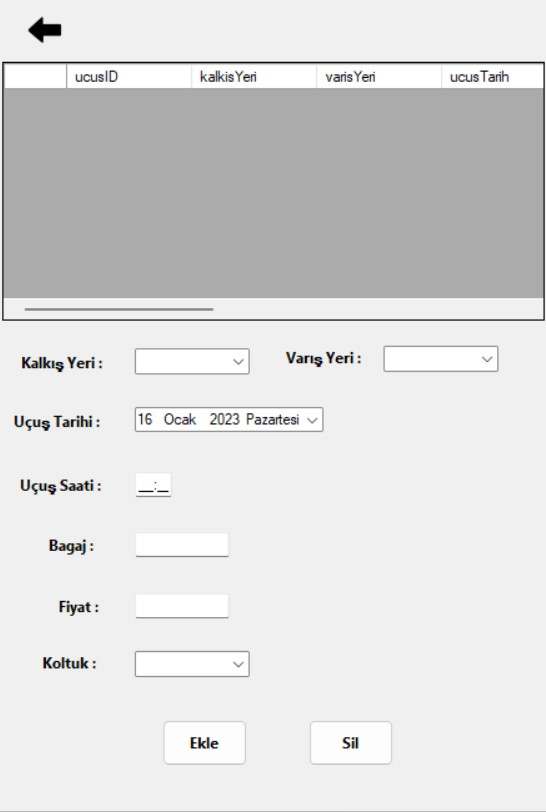 ucusID kalkisYeri varisYeri ucusTarih
Kalkış Yeri : Varış Yeri :
Uçuş Tarihi : 16 Ocak 2023 Pazartesi
Uçuş Saati : __:__
Bagaj :
Fiyat :
Koltuk :
Ekle Sil